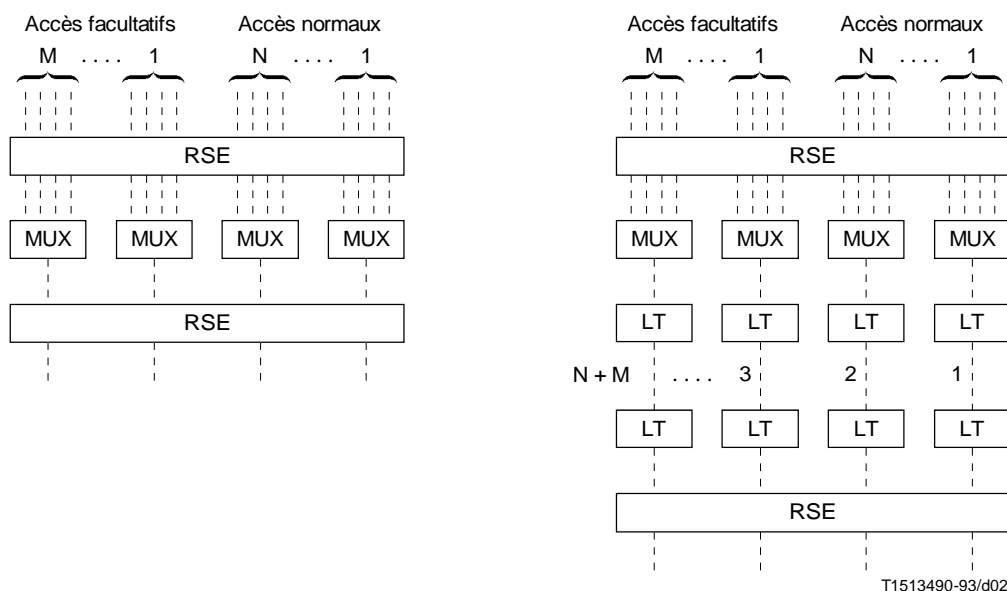 Accès facultatifs Accès normaux Accès facultatifs Accès normaux
M . . . . 1 N . . . . 1 M . . . . 1 N . . . . 1
RSE RSE
MUX MUX MUX MUX MUX MUX MUX MUX
RSE LT LT LT LT
N + M . . . . 3 2 1
LT LT LT LT
RSE
T1513490-93/d02